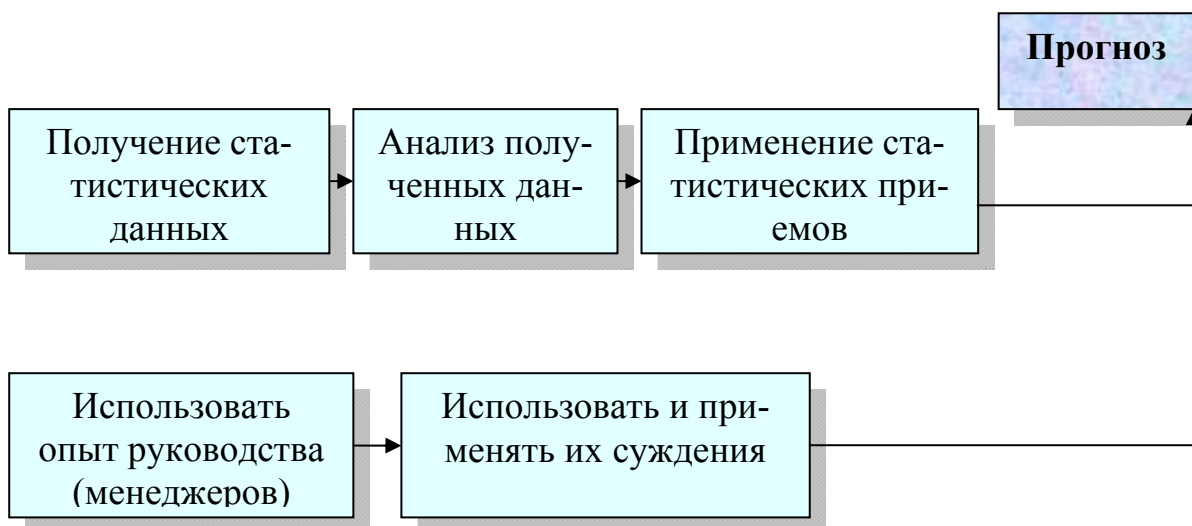 Прогноз
Получение ста-
тистических
данных
Анализ полу-
ченных дан-
ных
Применение ста-
тистических при-
емов
Использовать
опыт руководства
(менеджеров)
Использовать и при-
менять их суждения